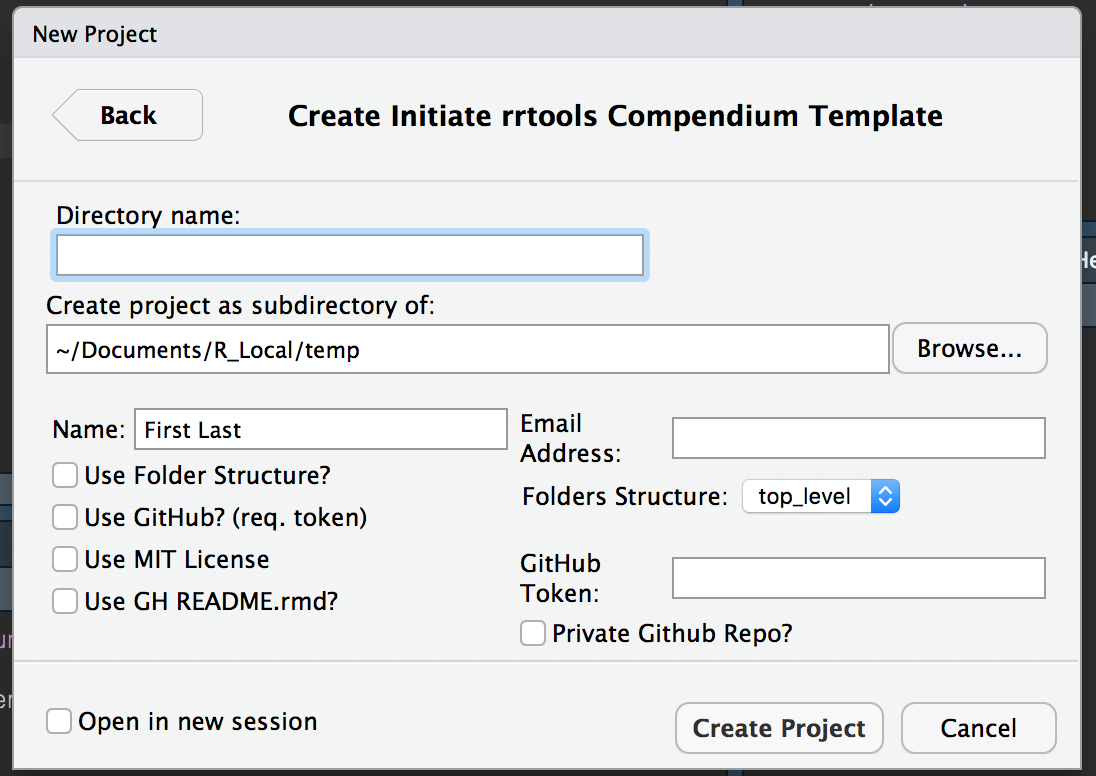 New Project
Back
Create Initiate rrtools Compendium Template
Directory name:
Create project as subdirectory of:
~/Documents/R_Local/temp
Browse...
Name:
First Last
Email
Address:
Use Folder Structure?
Folders Structure:
top_level
Use GitHub? (req. token)
Use MIT License
GitHub
Token:
Use GH README.rmd?
Private Github Repo?
Open in new session
Create Project
Cancel